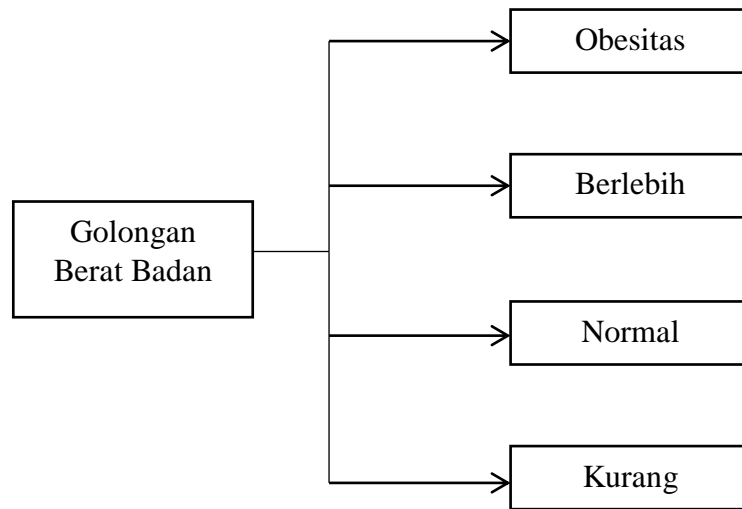 Obesitas
Berlebih
Golongan
Berat Badan
Normal
Kurang